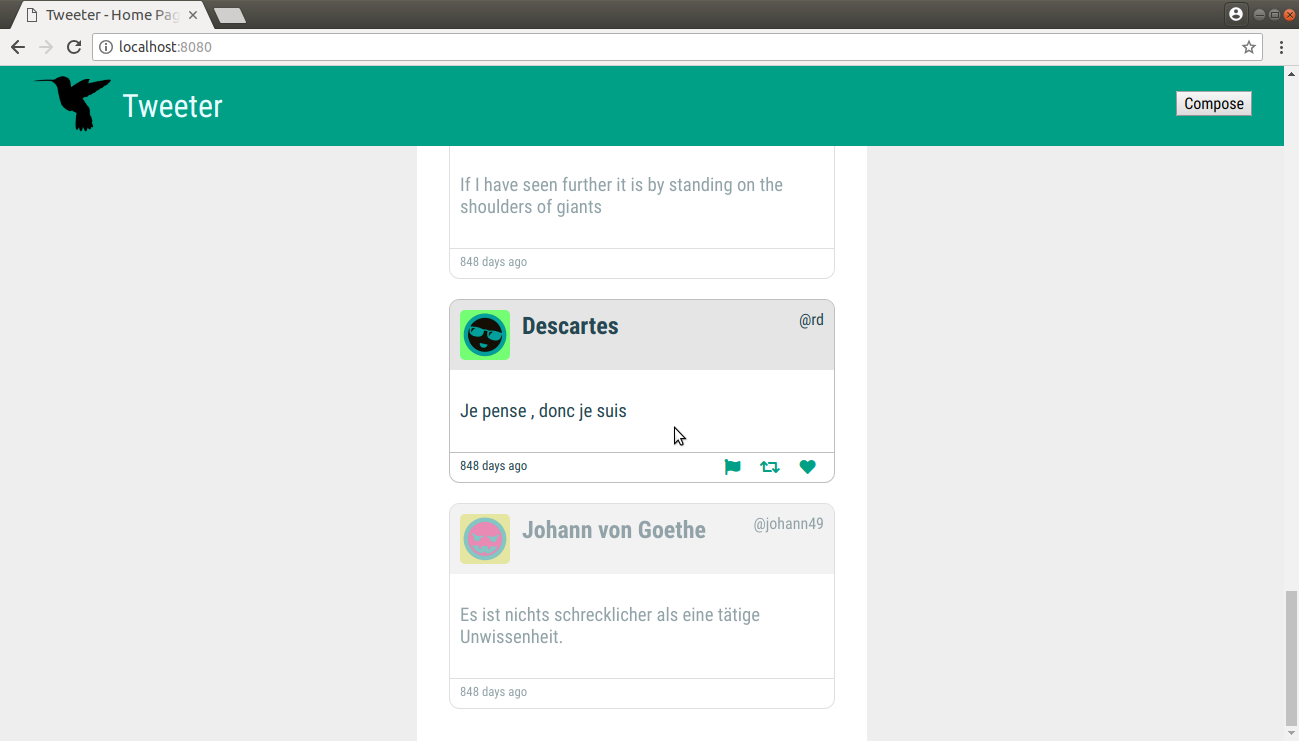 Tweeter - Home Pag
localhost:8080
Tweeter
Compose
If I have seen further it is by standing on the
shoulders of giants
848 days ago
Descartes
@rd
Je pense , donc je suis
848 days ago
Johann von Goethe
@johann49
Es ist nichts schrecklicher als eine tätige
Unwissenheit.
848 days ago